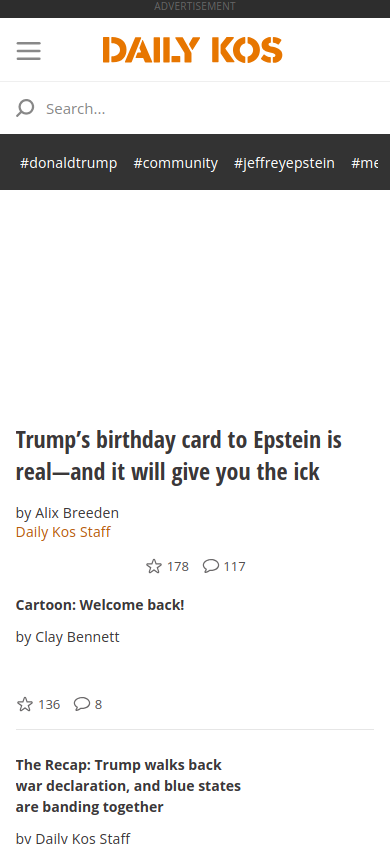 ADVERTISEMENT
DAILY KOS
Search...
#donaldtrump #community #jeffreyepstein #me
Trump’s birthday card to Epstein is
real—and it will give you the ick
by Alix Breeden
Daily Kos Staff
178 117
Cartoon: Welcome back!
by Clay Bennett
136 8
The Recap: Trump walks back
war declaration, and blue states
are banding together
by Daily Kos Staff